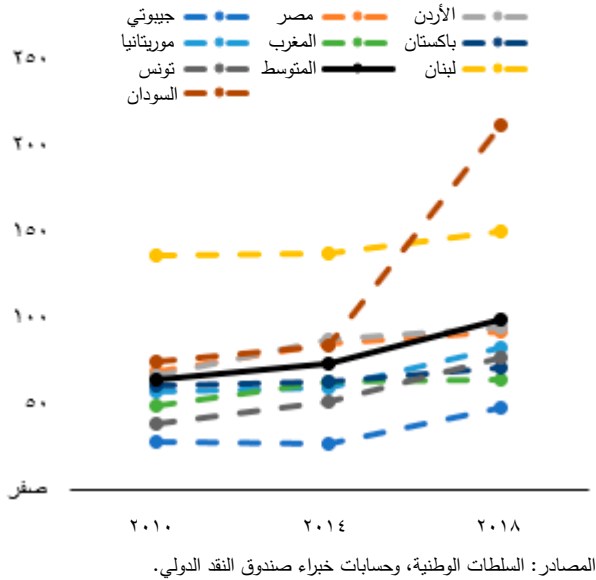 الأردن مصر جيبوتي
باكستان المغرب موريتانيا
لبنان المتوسط تونس
السودان
٢٥٠
٢٠٠
١٥٠
١٠٠
٥٠
صفر
٢٠١٠ ٢٠١٤ ٢٠١٨
المصادر: السلطات الوطنية، وحسابات خبراء صندوق النقد الدولي.